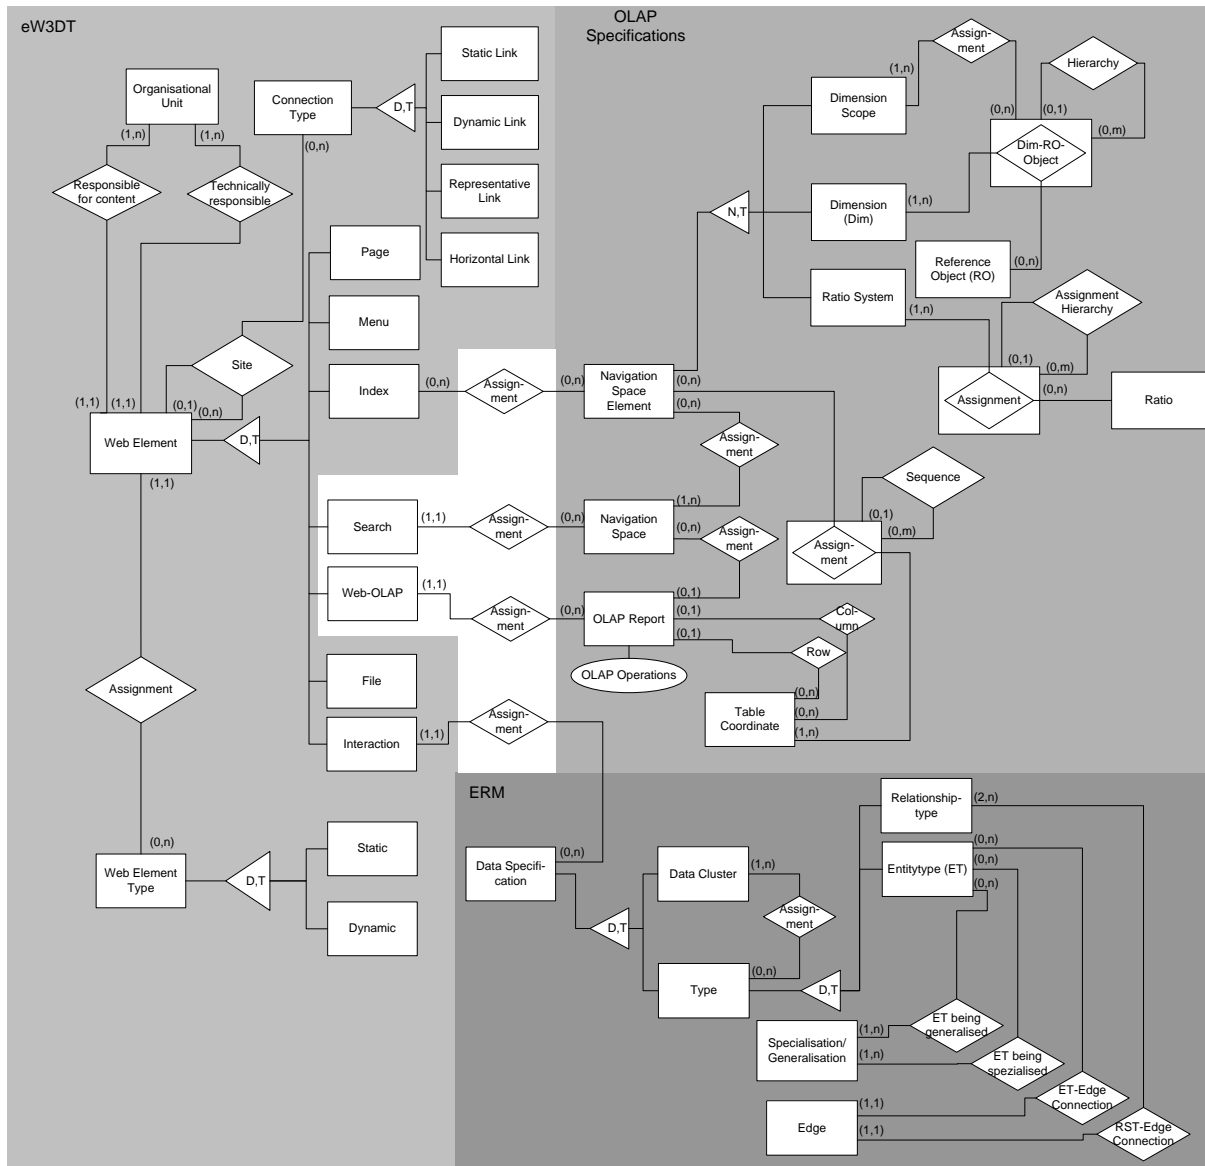 eW3DT
OLAP
Specifications
Organisational
Unit
(1,n)
(1,n)
Responsible
for content
Technically
responsible
Connection
Type
(0,n)
D,T
Static Link
Dynamic Link
Representative
Link
Horizontal Link
Page
Menu
Index
(0,n)
Site
(1,1)
(1,1)
(0,1)
(0,n)
Web Element
D,T
(1,1)
Search
(1,1)
Web-OLAP
(1,1)
File
Interaction
(1,1)
Assignment
(0,n)
Web Element
Type
D,T
Static
Dynamic
Assign-
ment
Assign-
ment
Assign-
ment
Assign-
ment
(0,n)
Navigation
Space
Element
(0,n)
(0,n)
Assign-
ment
(1,n)
(0,n)
Navigation
Space
(0,n)
Assign-
ment
(0,1)
(0,n)
OLAP Report
(0,1)
(0,1)
OLAP Operations
Col-
umn
Row
(0,n)
Table
Coordinate
(0,n)
(1,n)
N,T
Dimension
Scope
(1,n)
Assign-
ment
(0,n)
Hierarchy
(0,1)
(0,m)
Dim-RO-
Object
Dimension
(Dim)
(1,n)
Reference
Object (RO)
(0,n)
Ratio System
(1,n)
Assignment
Hierarchy
(0,1)
(0,m)
Assignment
(0,n)
Ratio
Sequence
(0,1)
(0,m)
Assign-
ment
ERM
Data Specifi-
cation
(0,n)
D,T
Data Cluster
(1,n)
Assign-
ment
(0,n)
Type
D,T
Relationship-
type
(2,n)
Entitytype (ET)
(0,n)
(0,n)
(0,n)
Specialisation/
Generalisation
(1,n)
(1,n)
ET being
generalised
ET being
spezialised
Edge
(1,1)
(1,1)
ET-Edge
Connection
RST-Edge
Connection